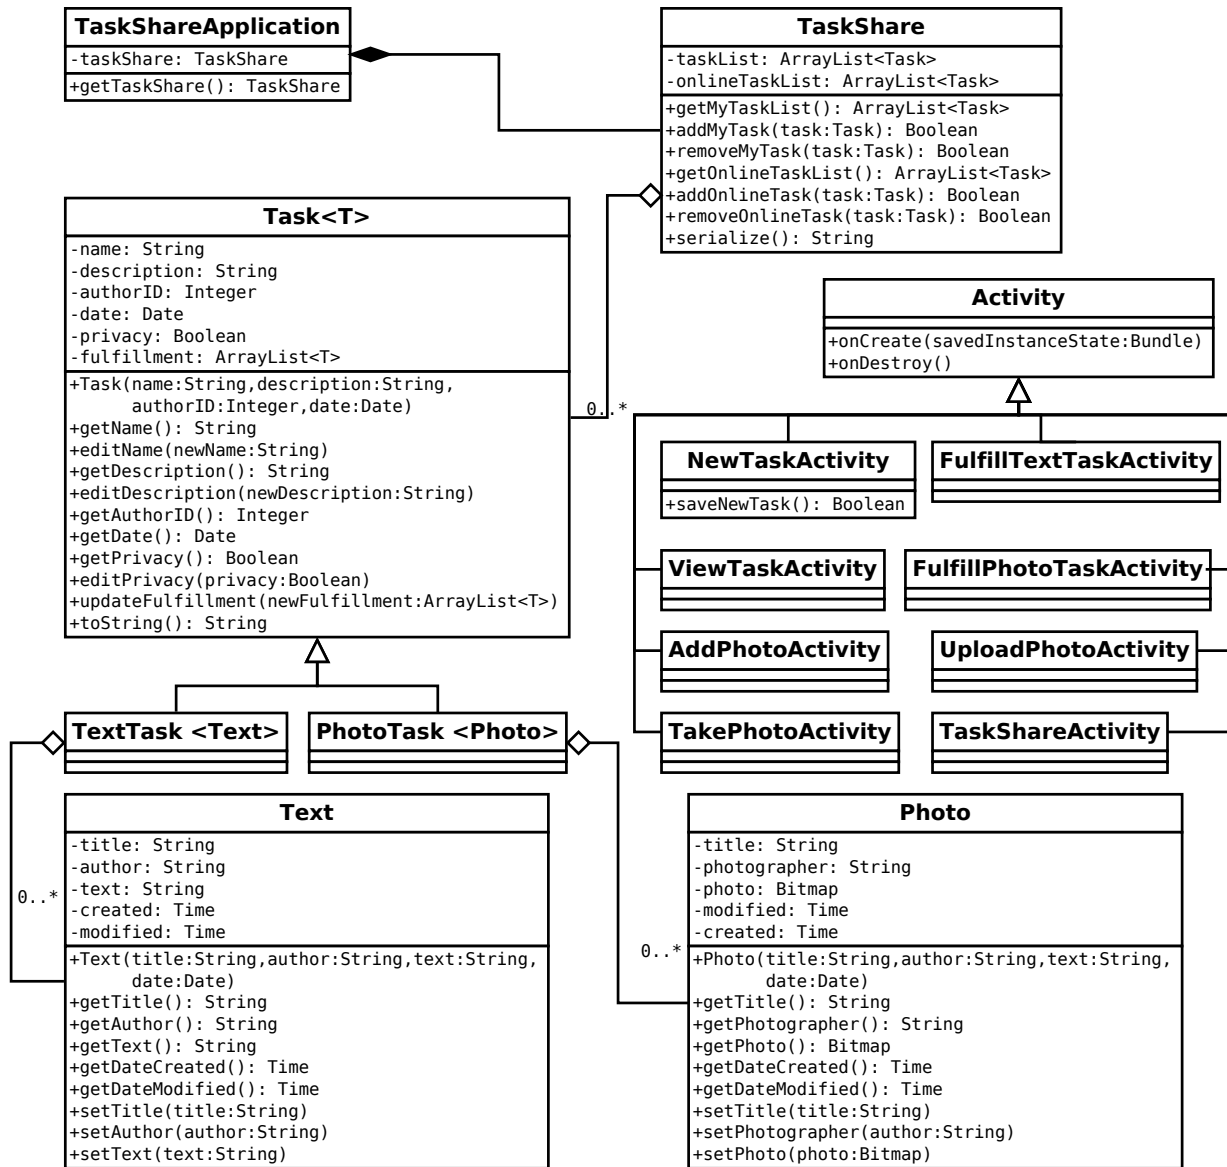 TaskShareApplication
-taskShare: TaskShare
+getTaskShare(): TaskShare
TaskShare
-taskList: ArrayList<Task>
-onlineTaskList: ArrayList<Task>
+getMyTaskList(): ArrayList<Task>
+addMyTask(task:Task): Boolean
+removeMyTask(task:Task): Boolean
+getOnlineTaskList(): ArrayList<Task>
+addOnlineTask(task:Task): Boolean
+removeOnlineTask(task:Task): Boolean
+serialize(): String
Task<T>
-name: String
-description: String
-authorID: Integer
-date: Date
-privacy: Boolean
-fulfillment: ArrayList<T>
+Task(name:String,description:String,
authorID:Integer,date:Date)
+getName(): String
+editName(newName:String)
+getDescription(): String
+editDescription(newDescription:String)
+getAuthorID(): Integer
+getDate(): Date
+getPrivacy(): Boolean
+editPrivacy(privacy:Boolean)
+updateFulfillment(newFulfillment:ArrayList<T>)
+toString(): String
0..*
Activity
+onCreate(savedInstanceState:Bundle)
+onDestroy()
NewTaskActivity
+saveNewTask(): Boolean
FulfillTextTaskActivity
ViewTaskActivity
FulfillPhotoTaskActivity
AddPhotoActivity
UploadPhotoActivity
TakePhotoActivity
TaskShareActivity
TextTask <Text>
PhotoTask <Photo>
Text
-title: String
-author: String
-text: String
-created: Time
-modified: Time
+Text(title:String,author:String,text:String,
date:Date)
+getTitle(): String
+getAuthor(): String
+getText(): String
+getDateCreated(): Time
+getDateModified(): Time
+setTitle(title:String)
+setAuthor(author:String)
+setText(text:String)
0..*
Photo
-title: String
-photographer: String
-photo: Bitmap
-modified: Time
-created: Time
+Photo(title:String,author:String,text:String,
date:Date)
+getTitle(): String
+getPhotographer(): String
+getPhoto(): Bitmap
+getDateCreated(): Time
+getDateModified(): Time
+setTitle(title:String)
+setPhotographer(author:String)
+setPhoto(photo:Bitmap)
0..*